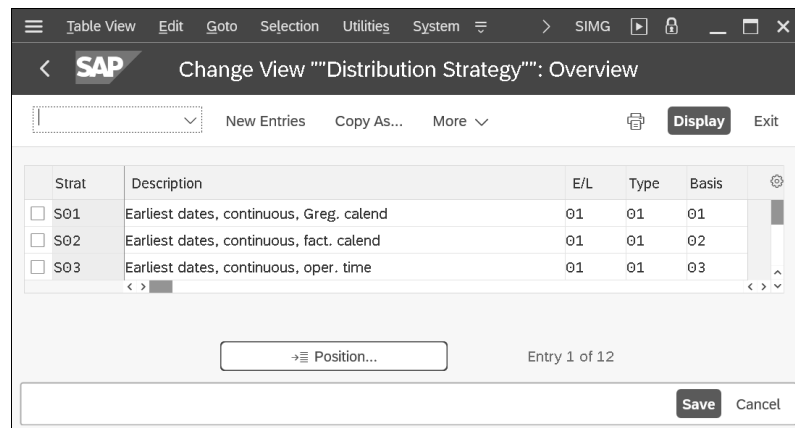 Table View Edit Goto Selection Utilities System SIMG
SAP Change View ""Distribution Strategy"": Overview
New Entries Copy As... More Display Exit
Strat Description E/L Type Basis
S01 Earliest dates, continuous, Greg. calend 01 01 01
S02 Earliest dates, continuous, fact. calend 01 01 02
S03 Earliest dates, continuous, oper. time 01 01 03
Position... Entry 1 of 12
Save Cancel